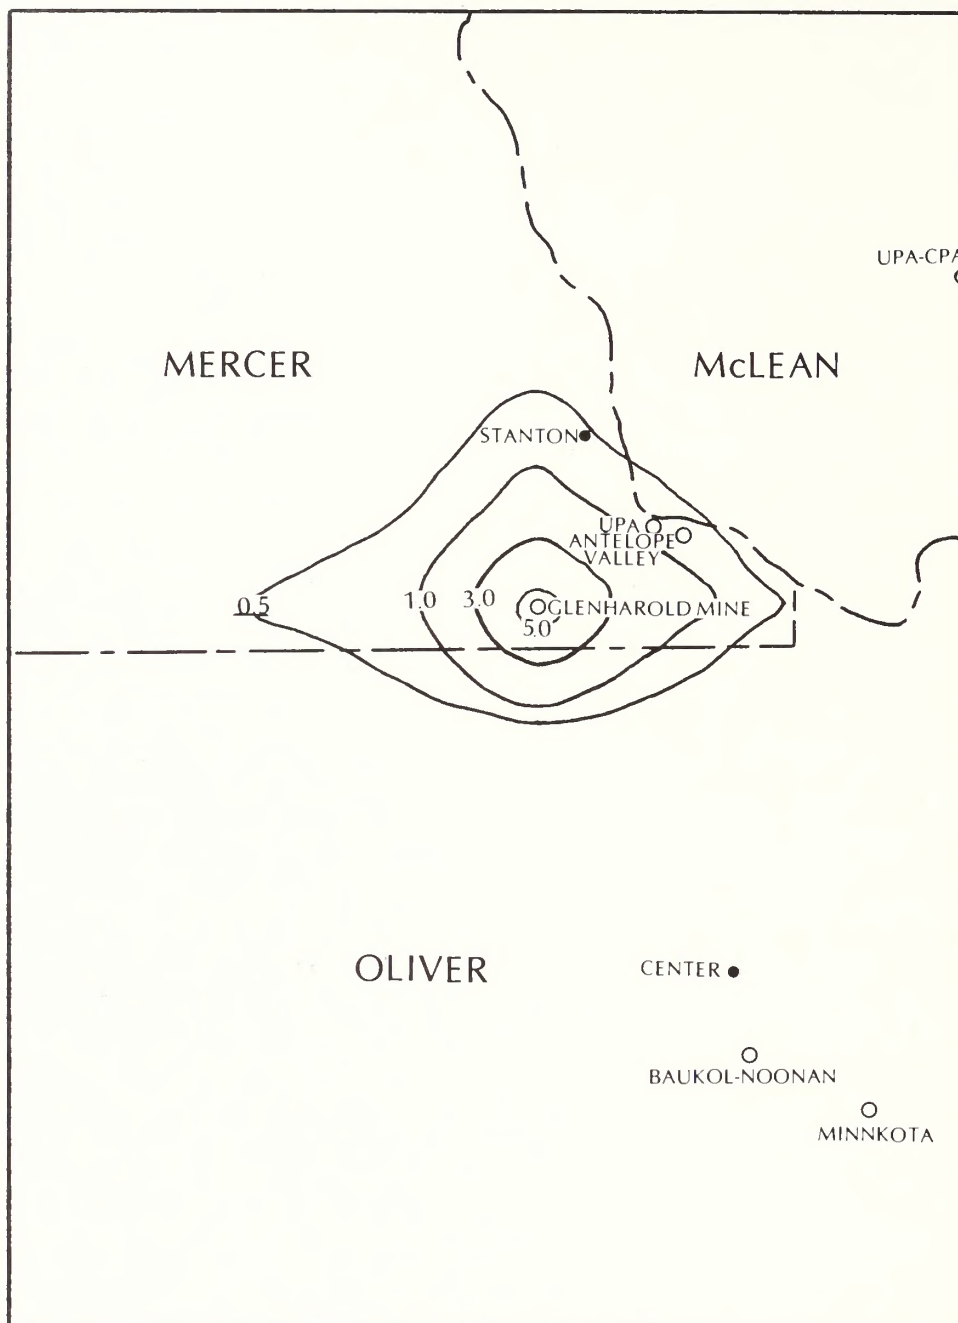 UPA-CPA
MERCER
McLEAN
STANTON
UPA
ANTELOPE
VALLEY
0.5
1.0
3.0
GLENHAROLD MINE
5.0
OLIVER
CENTER
BAUKOL-NOONAN
MINNKOTA